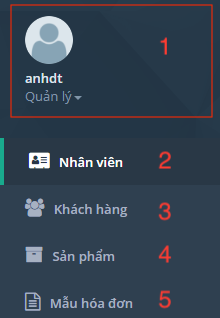 1
anhdt
Quản lý
Nhân viên 2
Khách hàng 3
Sản phẩm 4
Mẫu hóa đơn 5